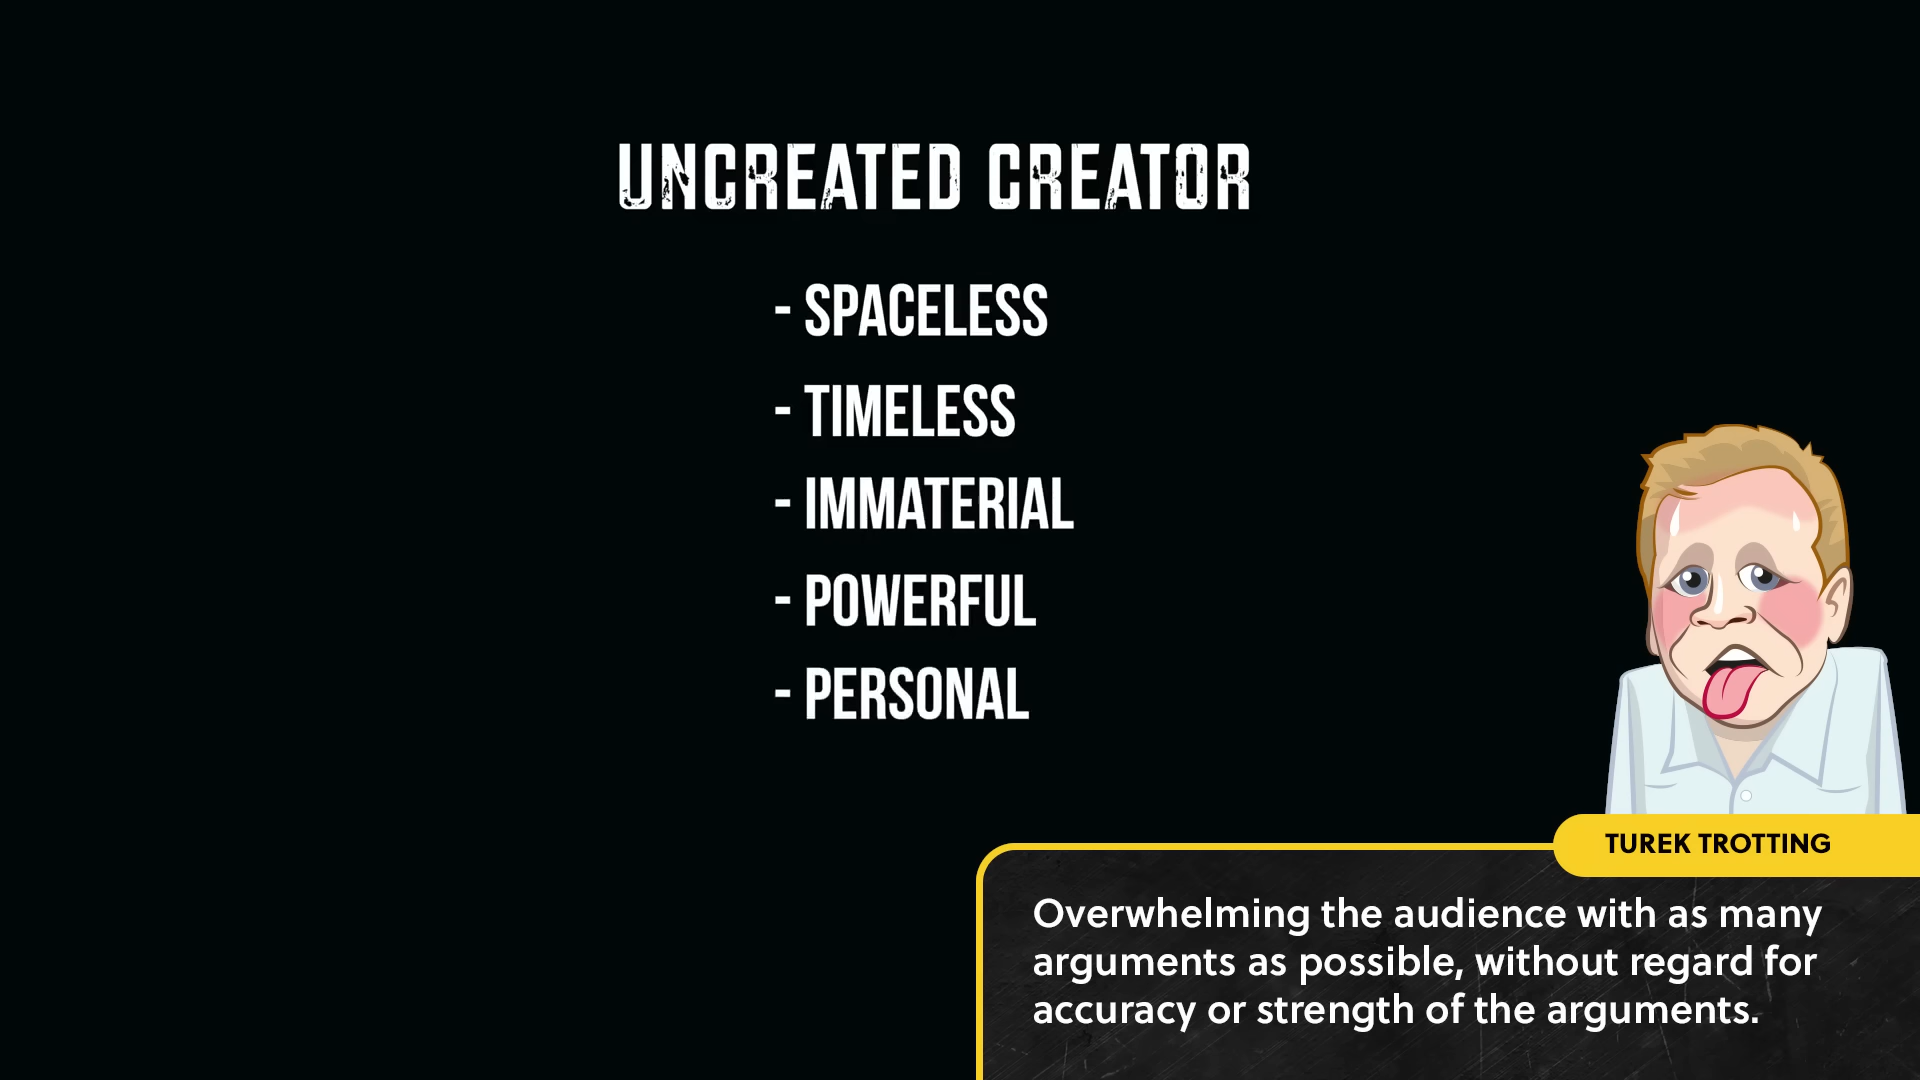 UNCREATED CREATOR
- SPACELESS
- TIMELESS
- IMMATERIAL
- POWERFUL
- PERSONAL
TUREK TROTTING
Overwhelming the audience with as many
arguments as possible, without regard for
accuracy or strength of the arguments.